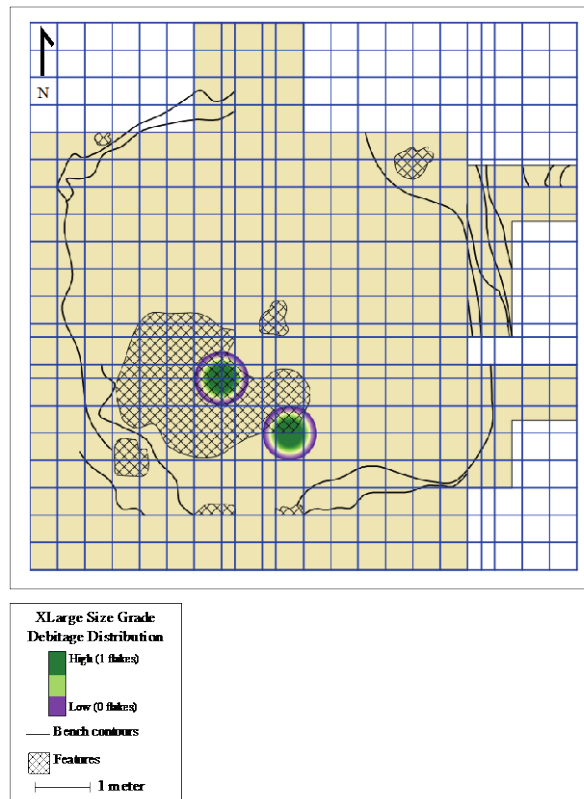 N
XLarge Size Grade
Debitage Distribution
High (1 flakes)
Low (0 flakes)
Bench contours
Features
1 meter